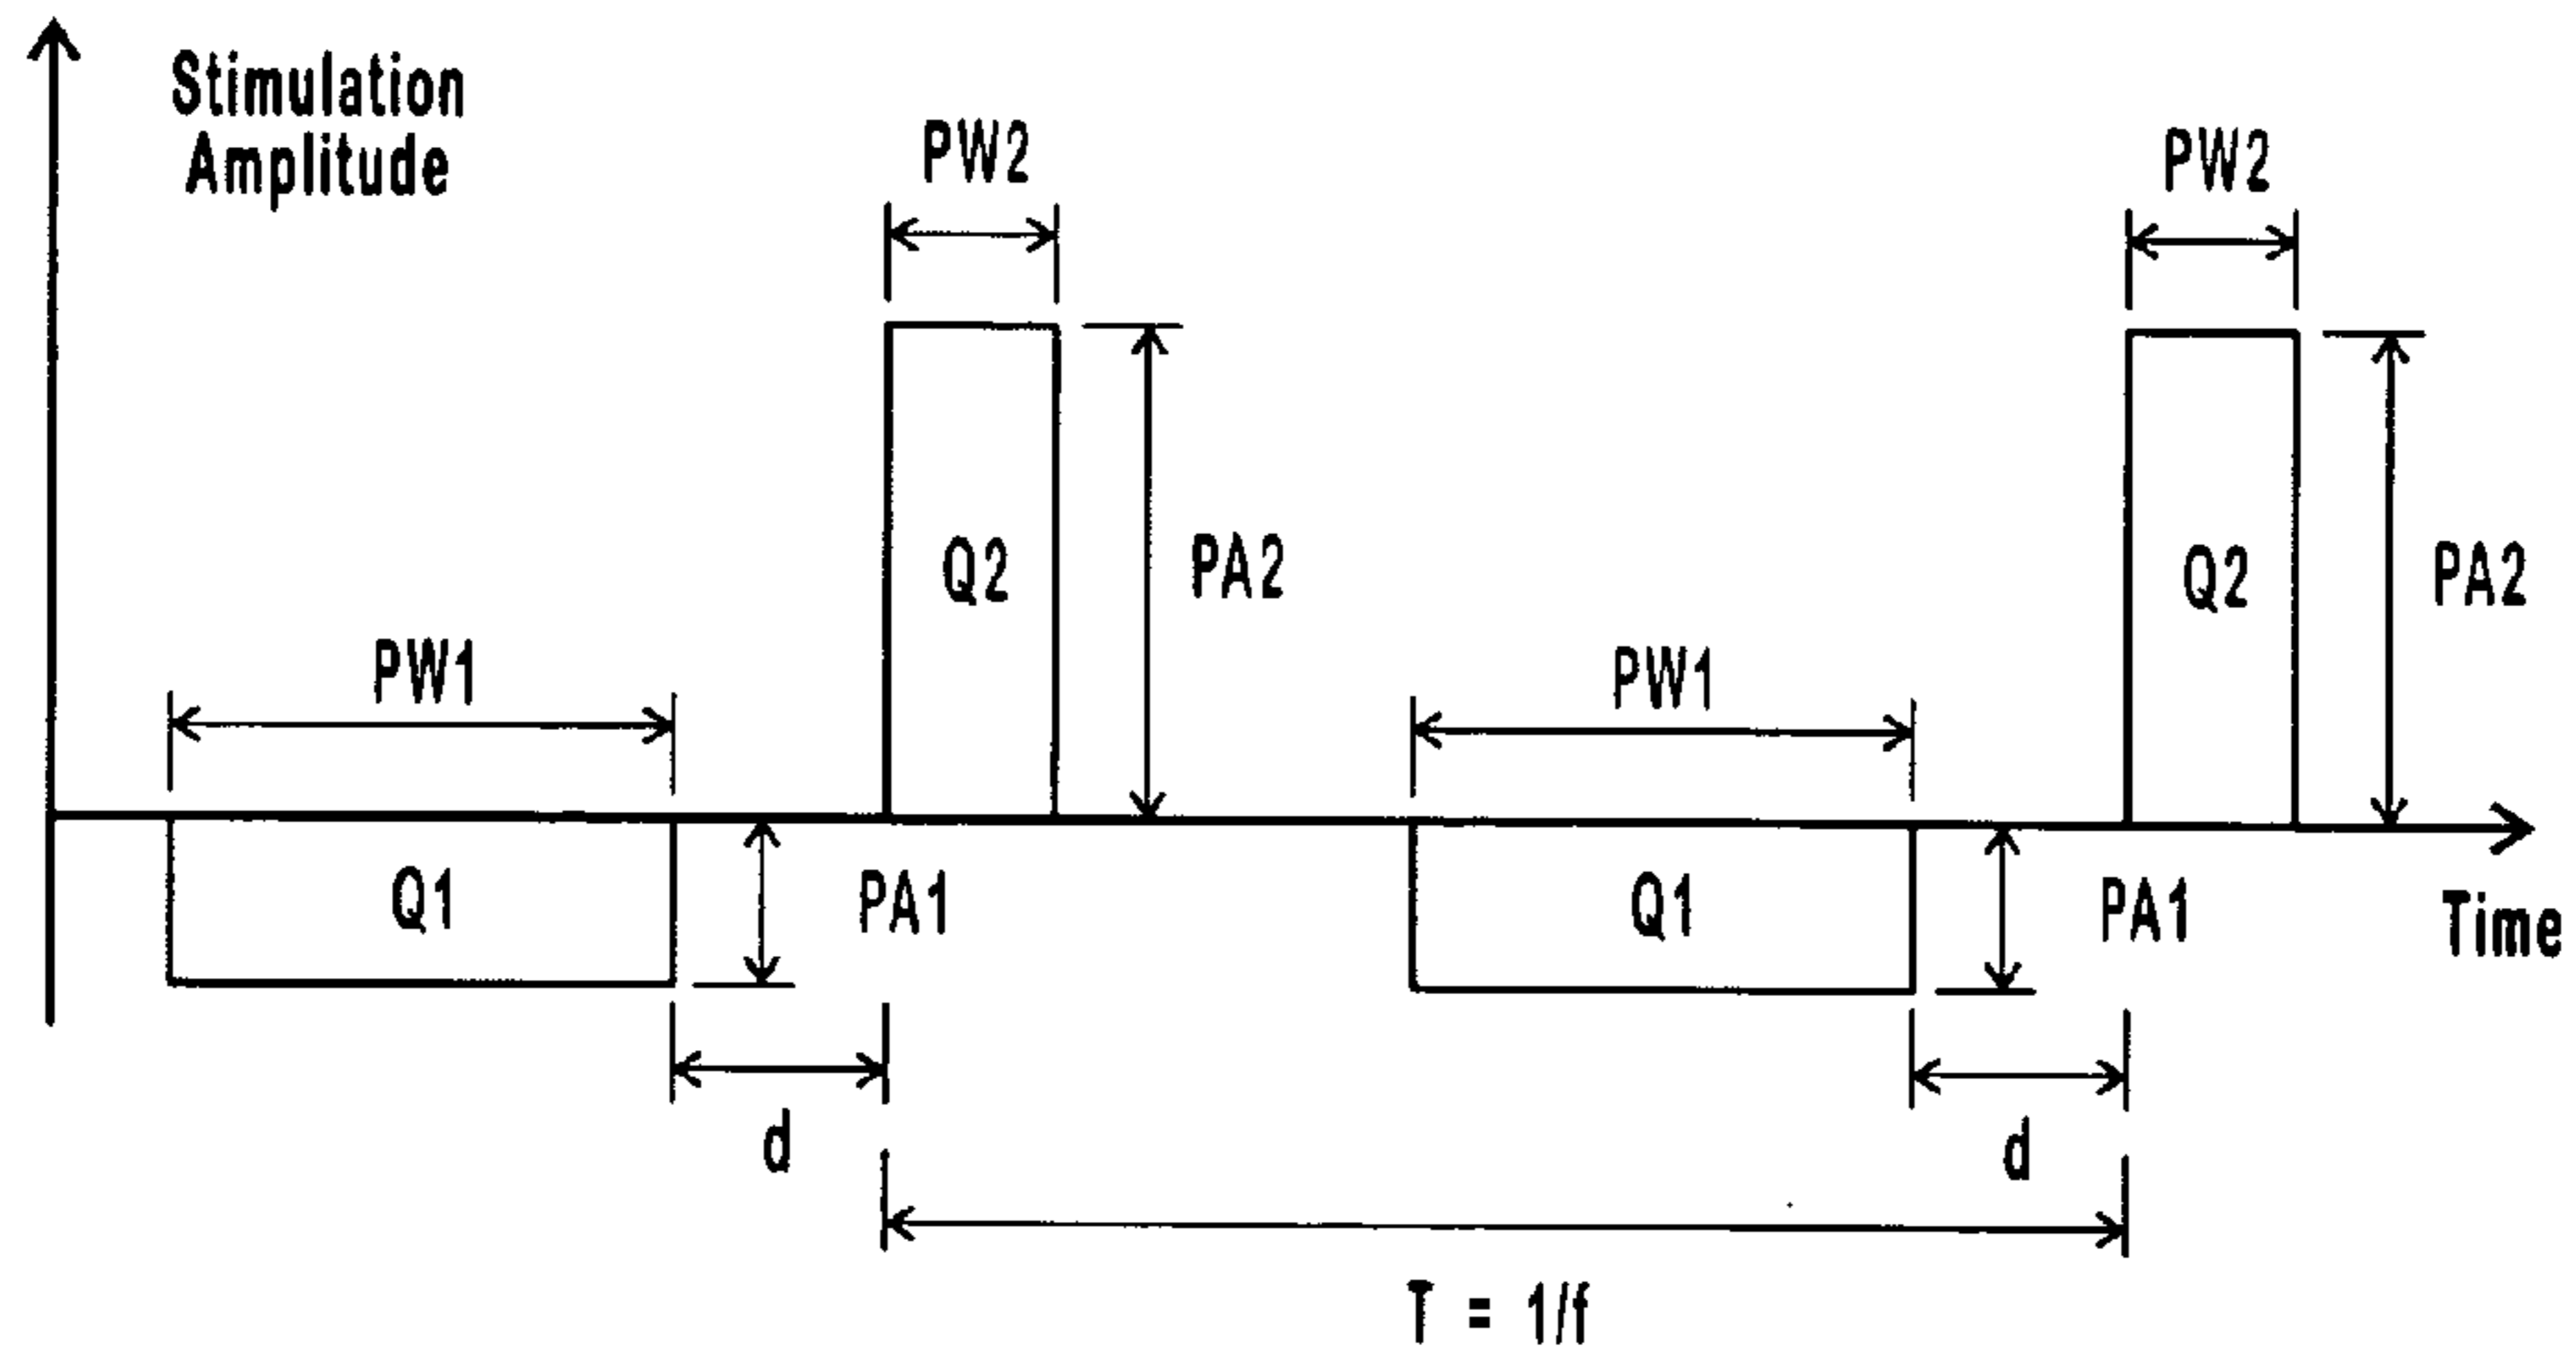 Stimulation
Amplitude
PW2
PW2
Q2
PA2
Q2
PA2
PW1
PW1
Q1
PA1
Q1
PA1
Time
d
d
T = 1/f